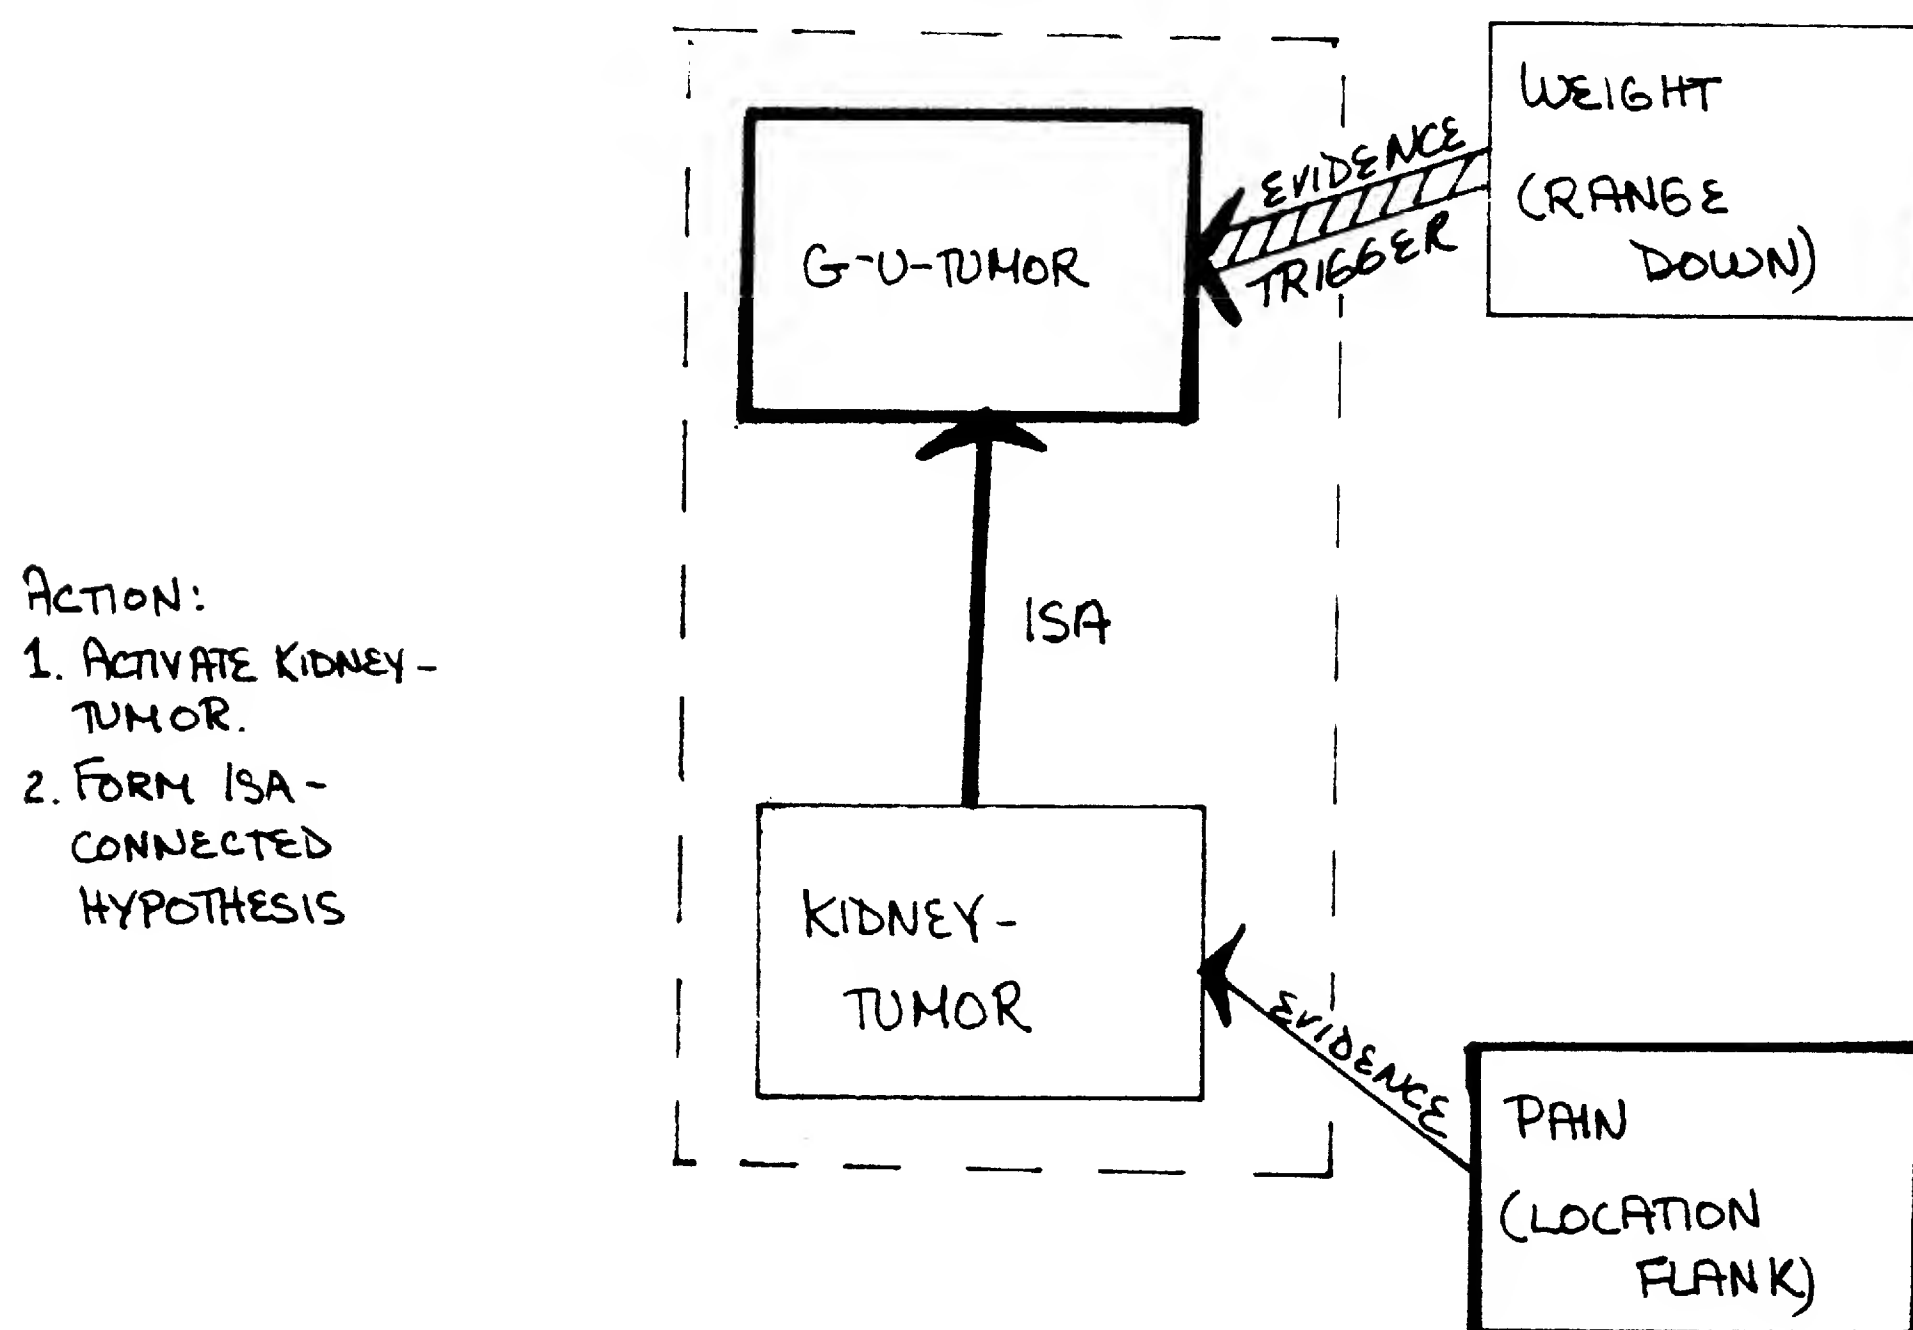 WEIGHT
(RANGE
DOWN)
EVIDENCE
TRIGGER
G-U-TUMOR
ISA
ACTION:
1. ACTIVATE KIDNEY-
TUMOR.
2. FORM ISA-
CONNECTED
HYPOTHESIS
KIDNEY-
TUMOR
EVIDENCE
PAIN
(LOCATION
FLANK)